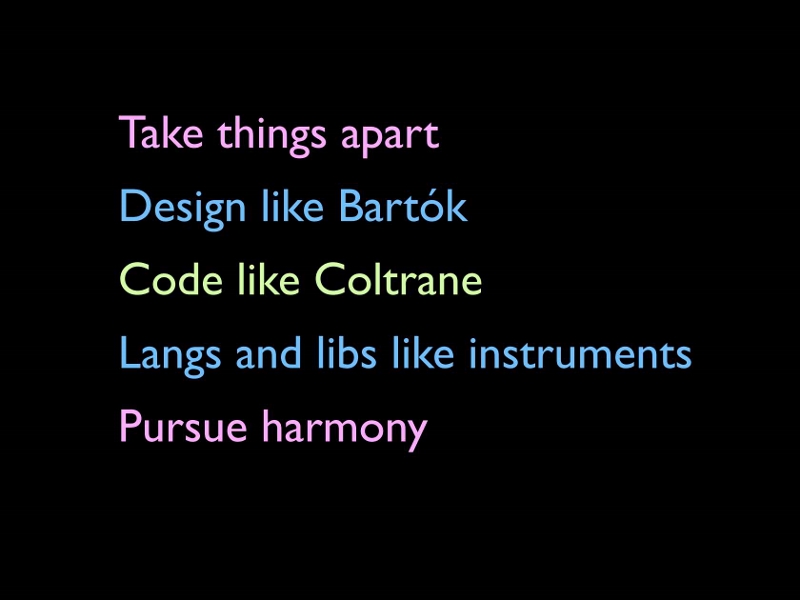 Take things apart
Design like Bartók
Code like Coltrane
Langs and libs like instruments
Pursue harmony